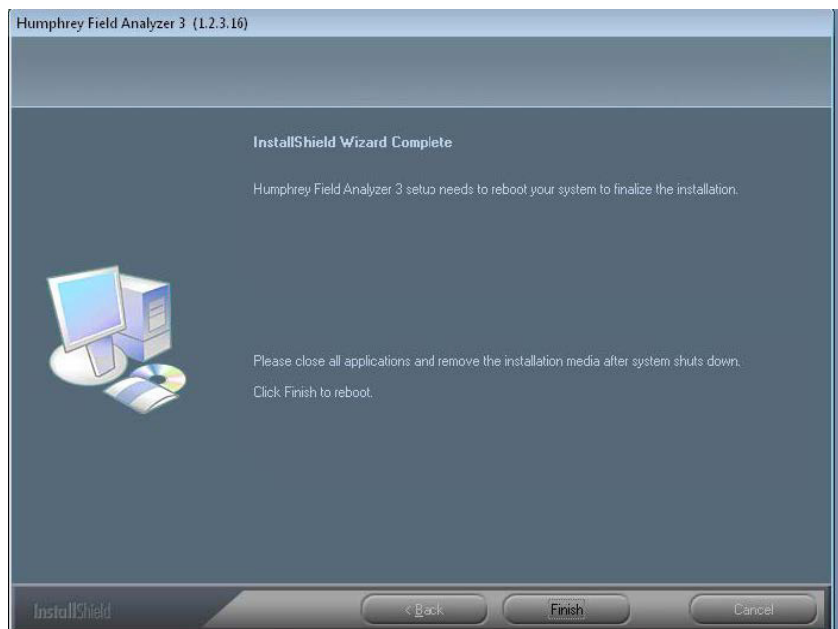 Humphrey Field Analyzer 3 (1.2.3.16)
InstallShield Wizard Complete
Humphrey Field Analyzer 3 setup needs to reboot your system to finalize the installation.
Please close all applications and remove the installation media after system shuts down.
Click Finish to reboot.
InstallShield
< Back
Finish
Cancel